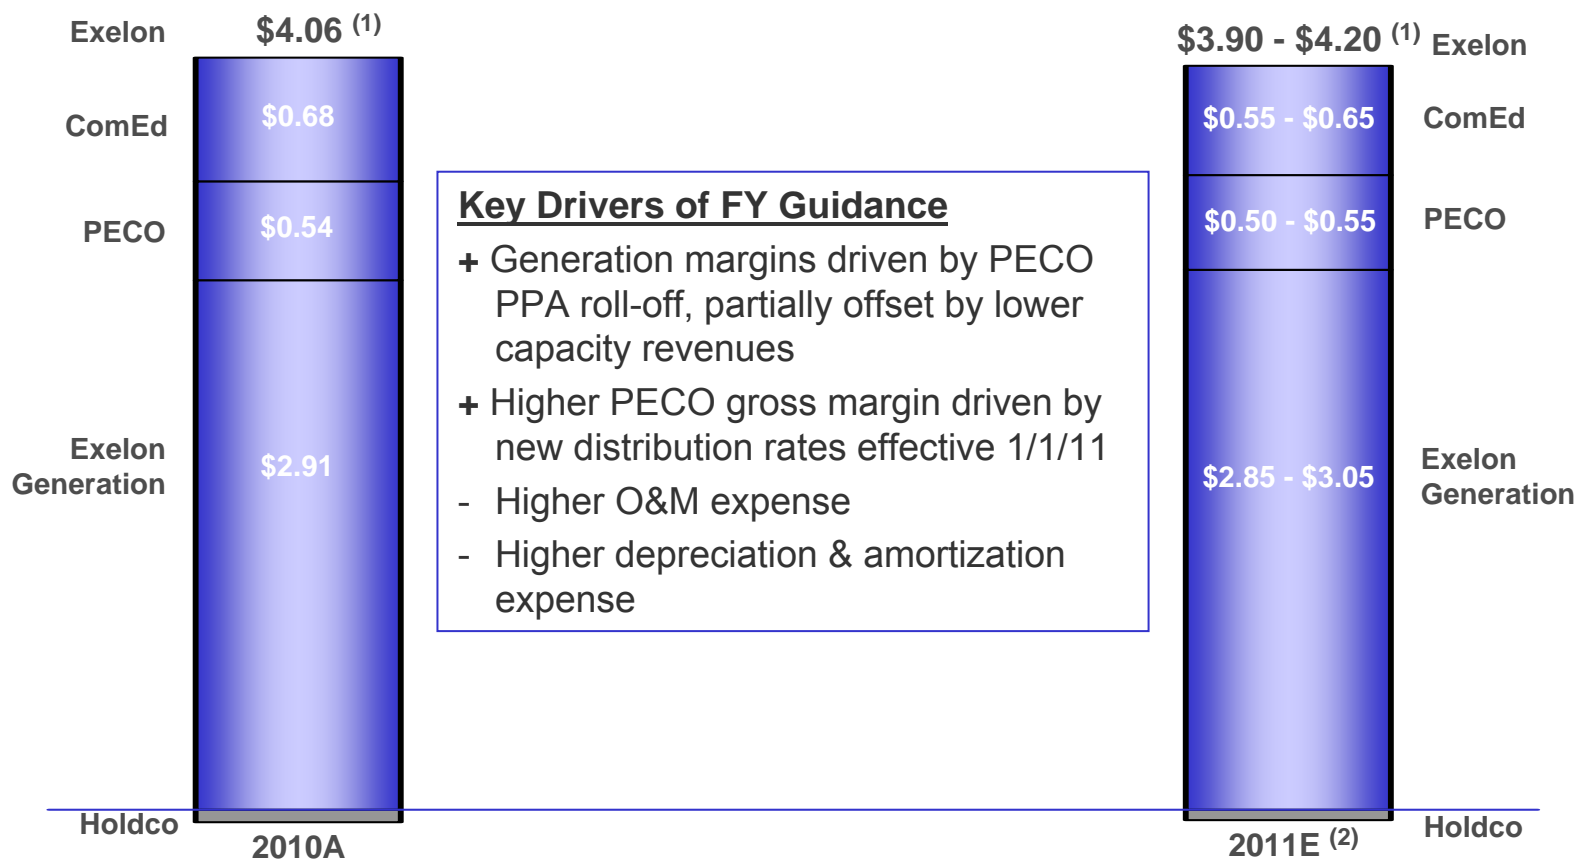 Exelon
$4.06 (1)
ComEd
$0.68
PECO
$0.54
Exelon
Generation
$2.91
Holdco
2010A
Key Drivers of FY Guidance
+ Generation margins driven by PECO
PPA roll-off, partially offset by lower
capacity revenues
+ Higher PECO gross margin driven by
new distribution rates effective 1/1/11
- Higher O&M expense
- Higher depreciation & amortization
expense
$3.90 - $4.20 (1)
Exelon
$0.55 - $0.65
ComEd
$0.50 - $0.55
PECO
$2.85 - $3.05
Exelon
Generation
Holdco
2011E (2)